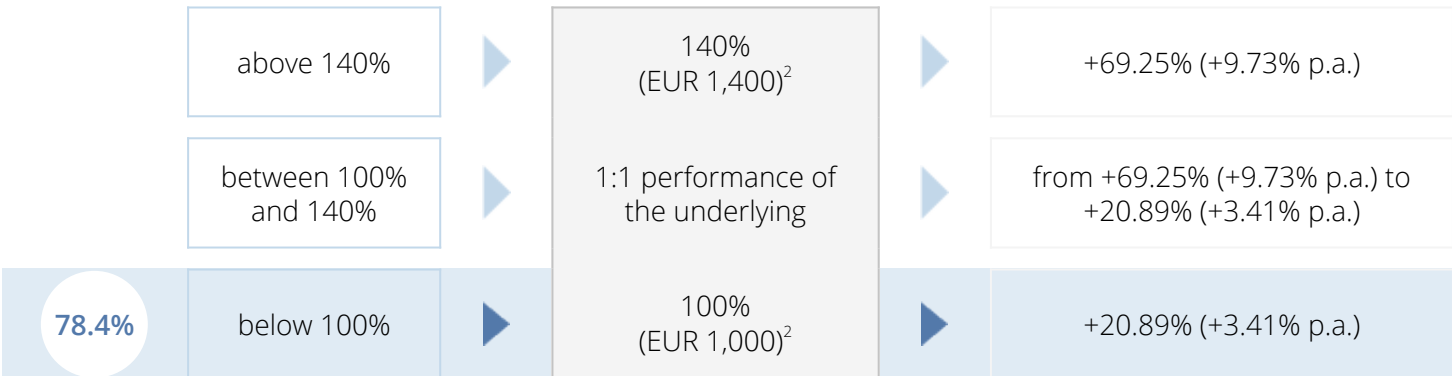 above 140%
140%
(EUR 1,400)²
+69.25% (+9.73% p.a.)
between 100%
and 140%
1:1 performance of
the underlying
from +69.25% (+9.73% p.a.) to
+20.89% (+3.41% p.a.)
78.4%
below 100%
100%
(EUR 1,000)²
+20.89% (+3.41% p.a.)